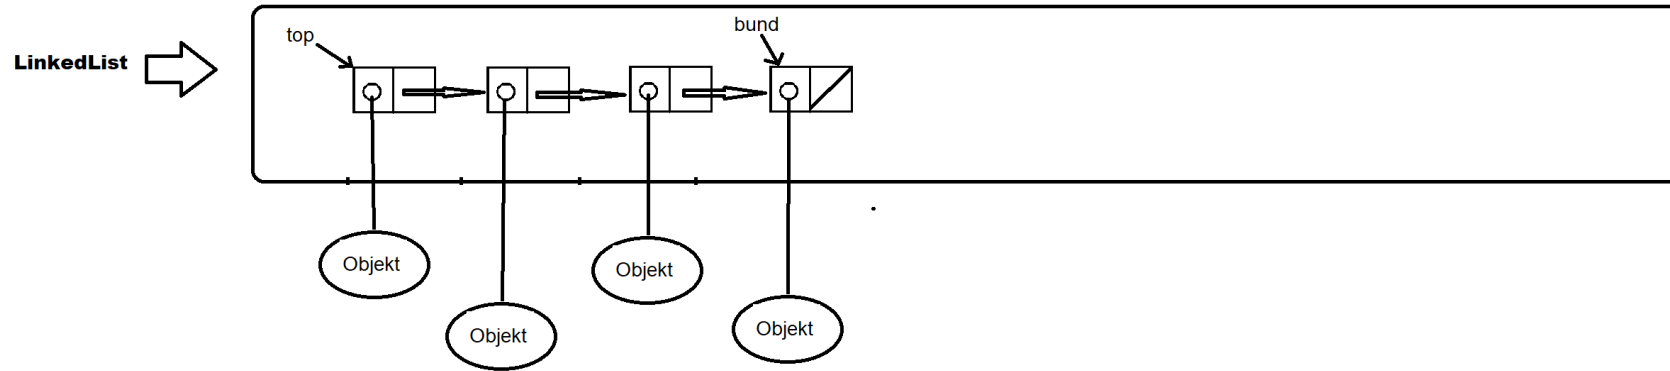 bund
top
LinkedList
Objekt
Objekt
Objekt
Objekt